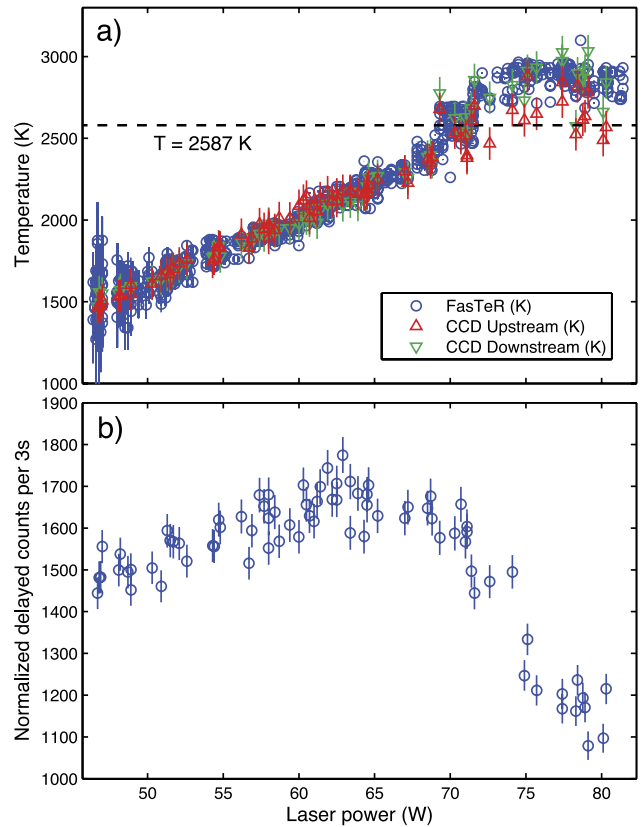 a)
3000
2500
2000
1500
1000
Temperature (K)
T = 2587 K
FasTeR (K)
CCD Upstream (K)
CCD Downstream (K)
b)
1900
1800
1700
1600
1500
1400
1300
1200
1100
1000
Normalized delayed counts per 3s
50 55 60 65 70 75 80
Laser power (W)